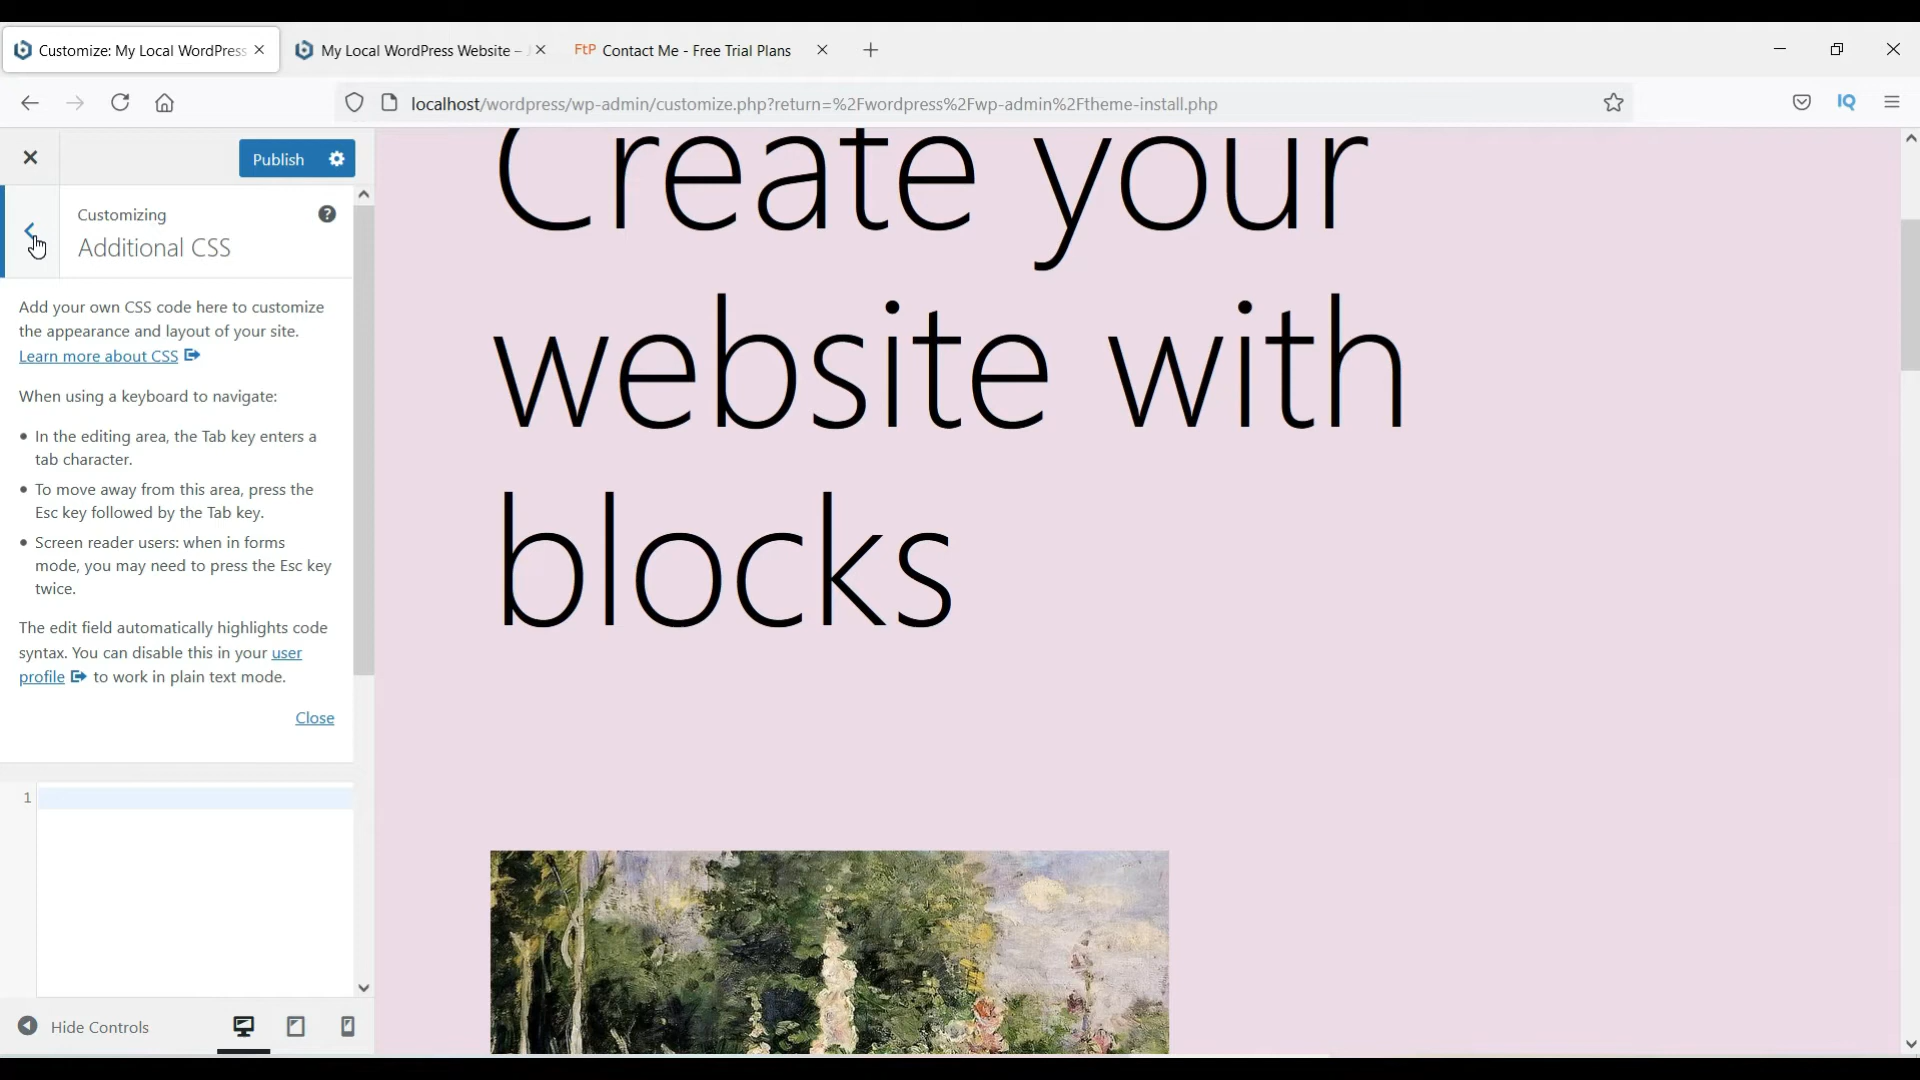 Customize: My Local WordPress
My Local WordPress Website –
FtP Contact Me - Free Trial Plans
localhost/wordpress/wp-admin/customize.php?return=%2Fwordpress%2Fwp-admin%2Ftheme-install.php
IQ
Publish
Customizing
Additional CSS
Add your own CSS code here to customize
the appearance and layout of your site.
Learn more about CSS
When using a keyboard to navigate:
• In the editing area, the Tab key enters a
tab character.
• To move away from this area, press the
Esc key followed by the Tab key.
• Screen reader users: when in forms
mode, you may need to press the Esc key
twice.
The edit field automatically highlights code
syntax. You can disable this in your user
profile to work in plain text mode.
Close
1
Hide Controls
Create your
website with
blocks